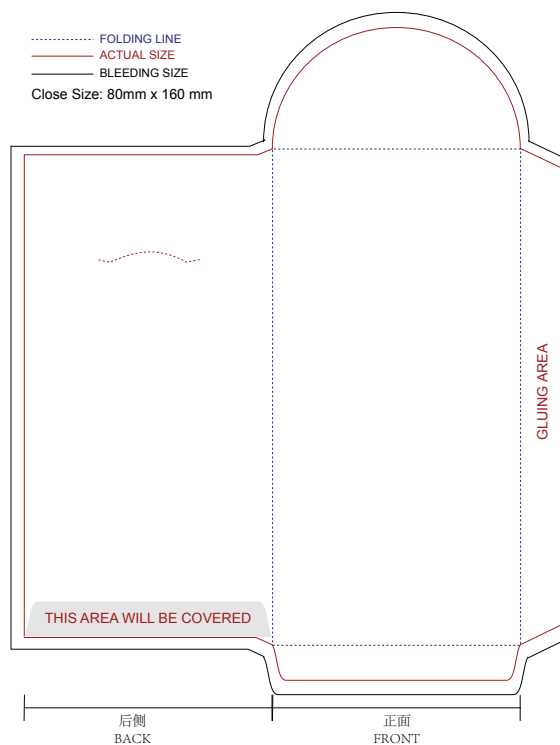 FOLDING LINE
ACTUAL SIZE
BLEEDING SIZE
Close Size: 80mm x 160 mm
GLUING AREA
THIS AREA WILL BE COVERED
后侧
BACK
正面
FRONT